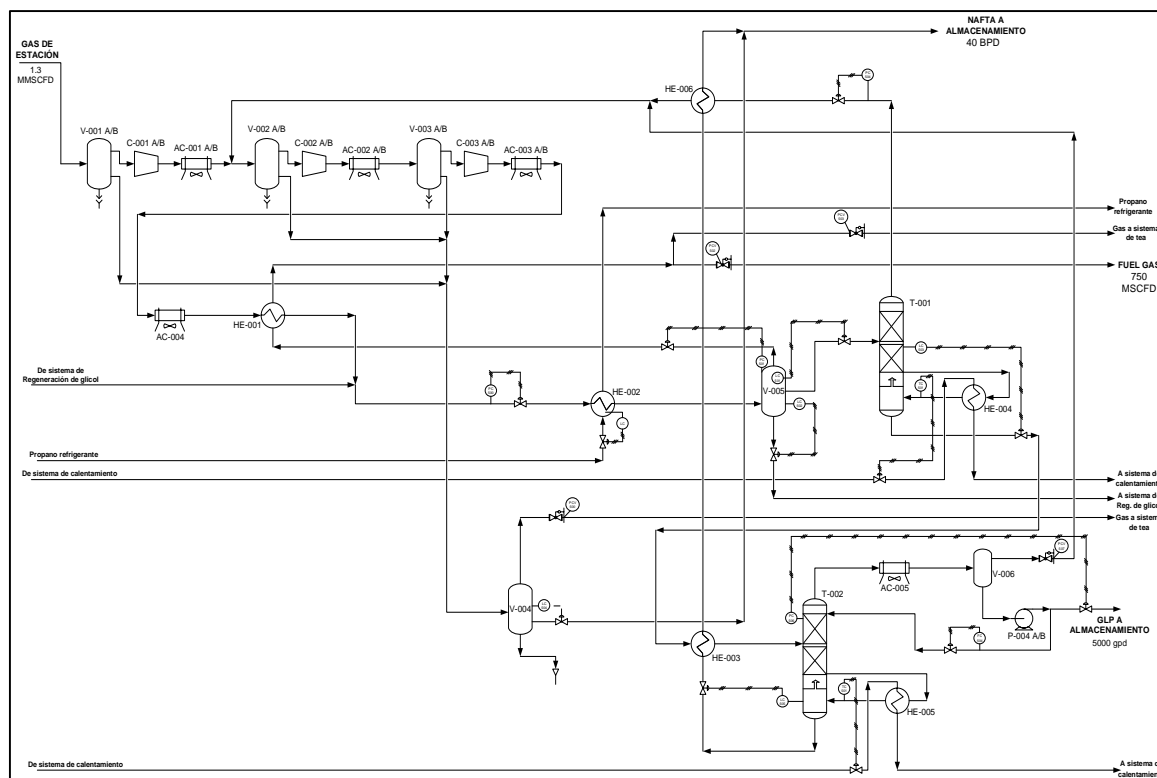 NAFTA A
ALMACENAMIENTO
40 BPD
GAS DE
ESTACIÓN
1.3
MMSCFD
HE-006
V-001 A/B
C-001 A/B
AC-001 A/B
V-002 A/B
C-002 A/B
AC-002 A/B
V-003 A/B
C-003 A/B
AC-003 A/B
Propano
refrigerante
Gas a sistema
de tea
FUEL GAS
750
MSCFD
T-001
AC-004
HE-001
De sistema de
Regeneración de glicol
HE-002
V-005
HE-004
LC
Propano refrigerante
De sistema de calentamiento
A sistema de
calentamiento
A sistema de
Reg. de glicol
Gas a sistema
de tea
V-004
T-002
AC-005
V-006
P-004 A/B
GLP A
ALMACENAMIENTO
5000 gpd
HE-003
HE-005
De sistema de calentamiento
A sistema de
calentamiento